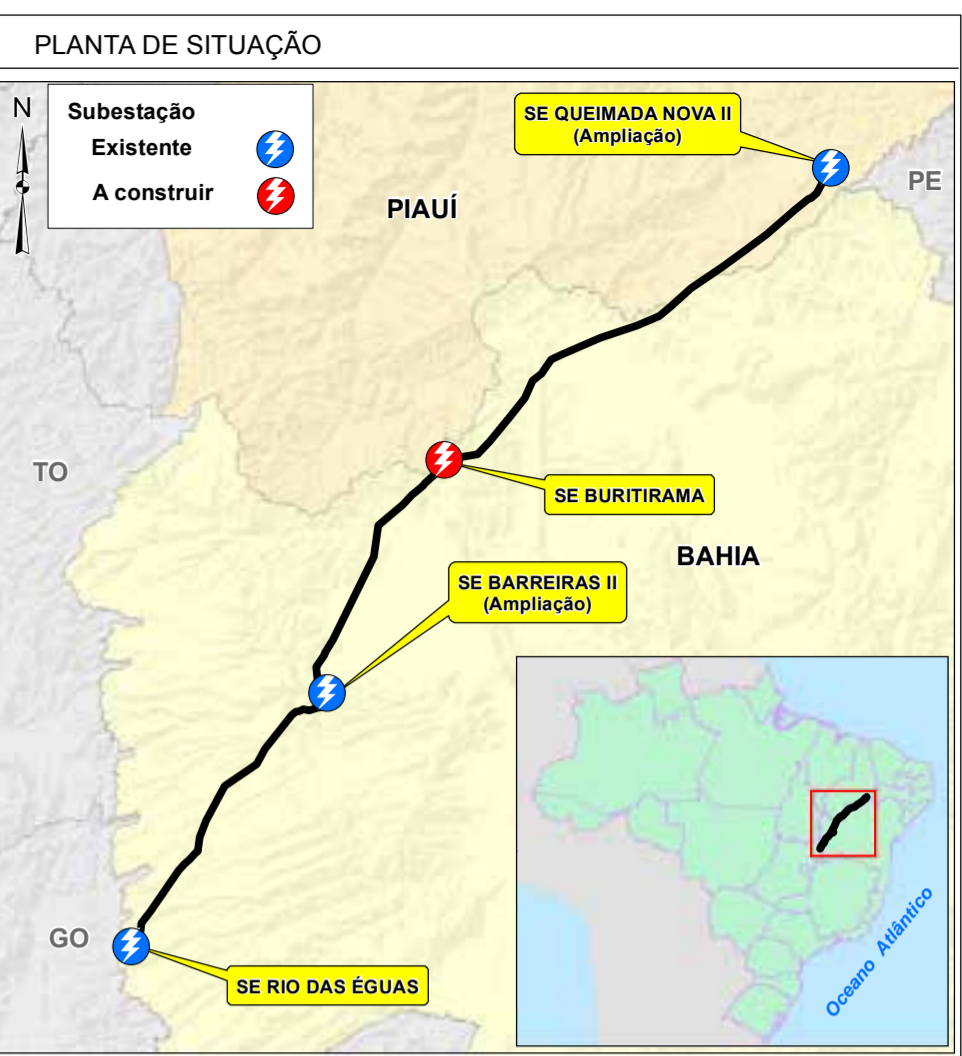 PLANTA DE SITUAÇÃO
N
Subestação
Existente
A construir
SE QUEIMADA NOVA II
(Ampliação)
PE
PIAUÍ
TO
SE BURITIRAMA
BAHIA
SE BARREIRAS II
(Ampliação)
GO
SE RIO DAS ÉGUAS
Oceano Atlântico